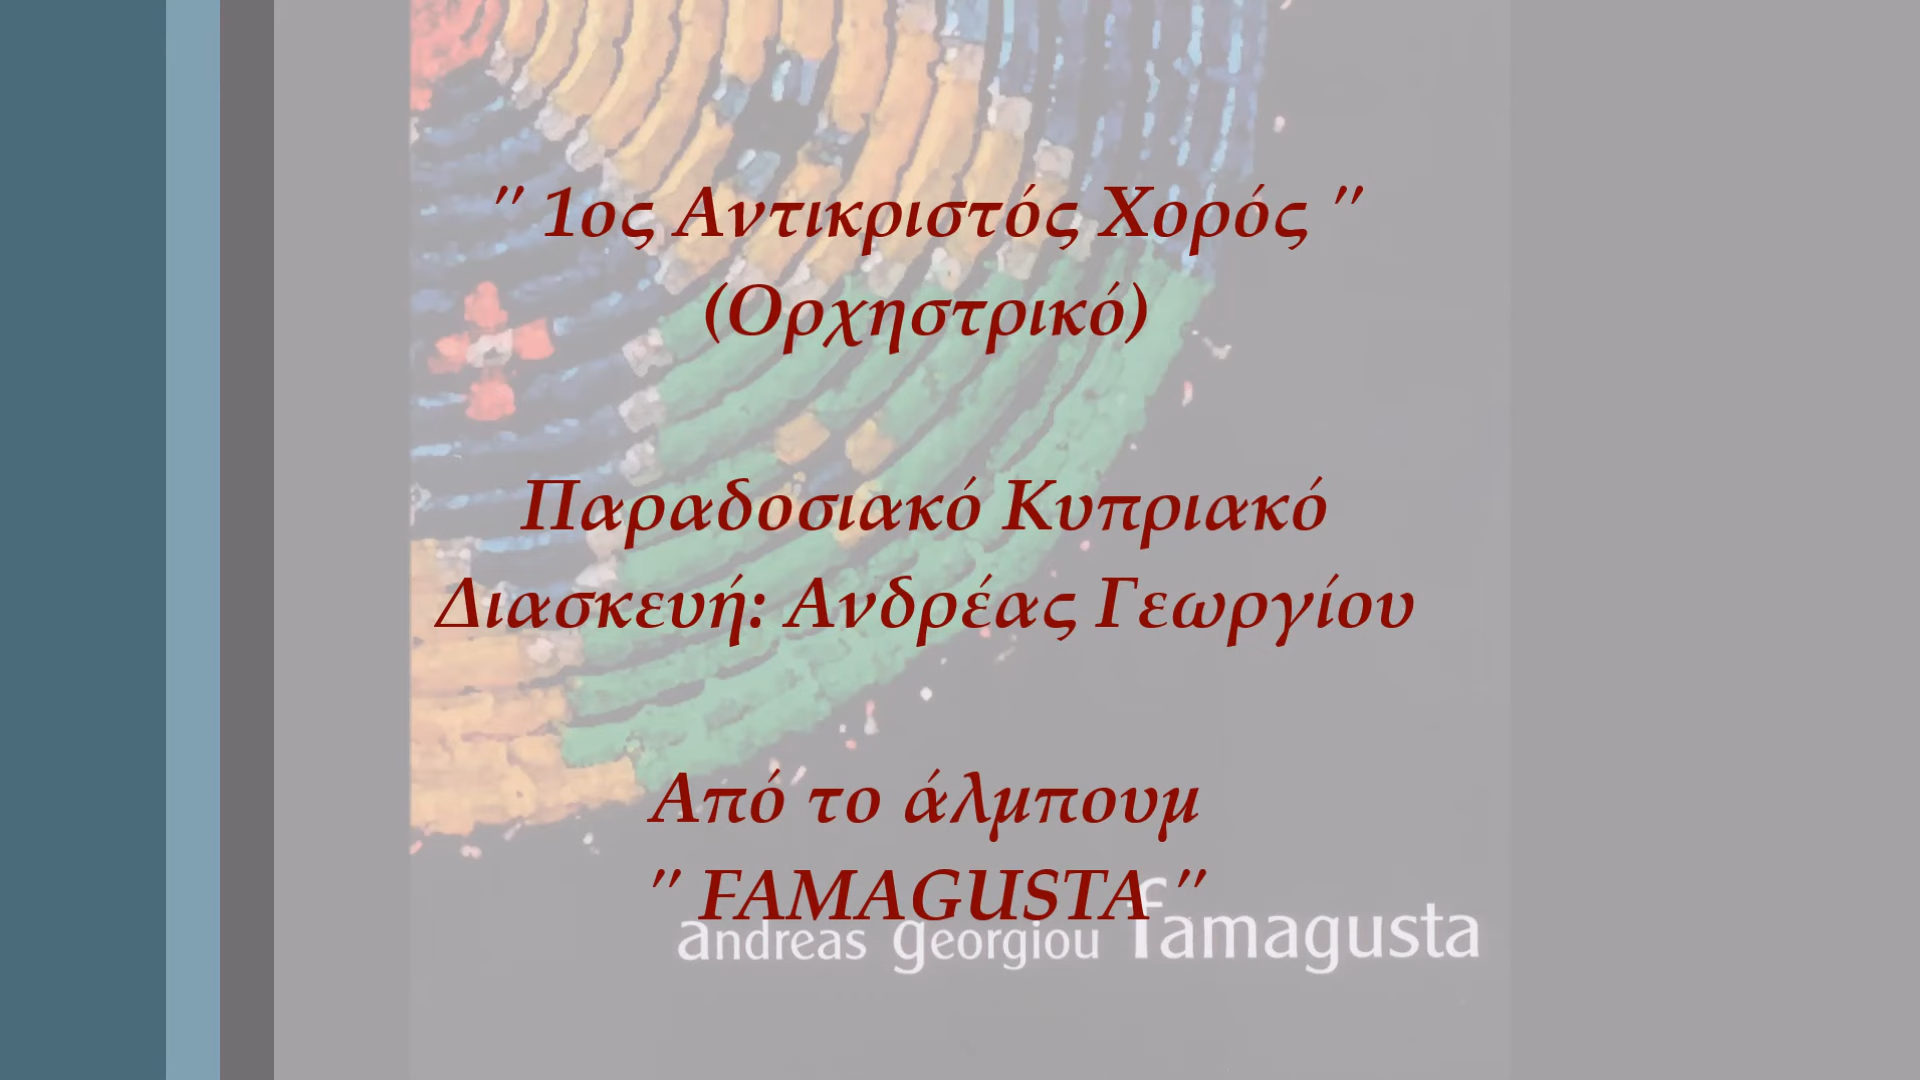 " 1ος Αντικριστός Χορός "
(Ορχηστρικό)
Παραδοσιακό Κυπριακό
Διασκευή: Ανδρέας Γεωργίου
Από το άλμπουμ
" FAMAGUSTA "
andreas georgiou famagusta